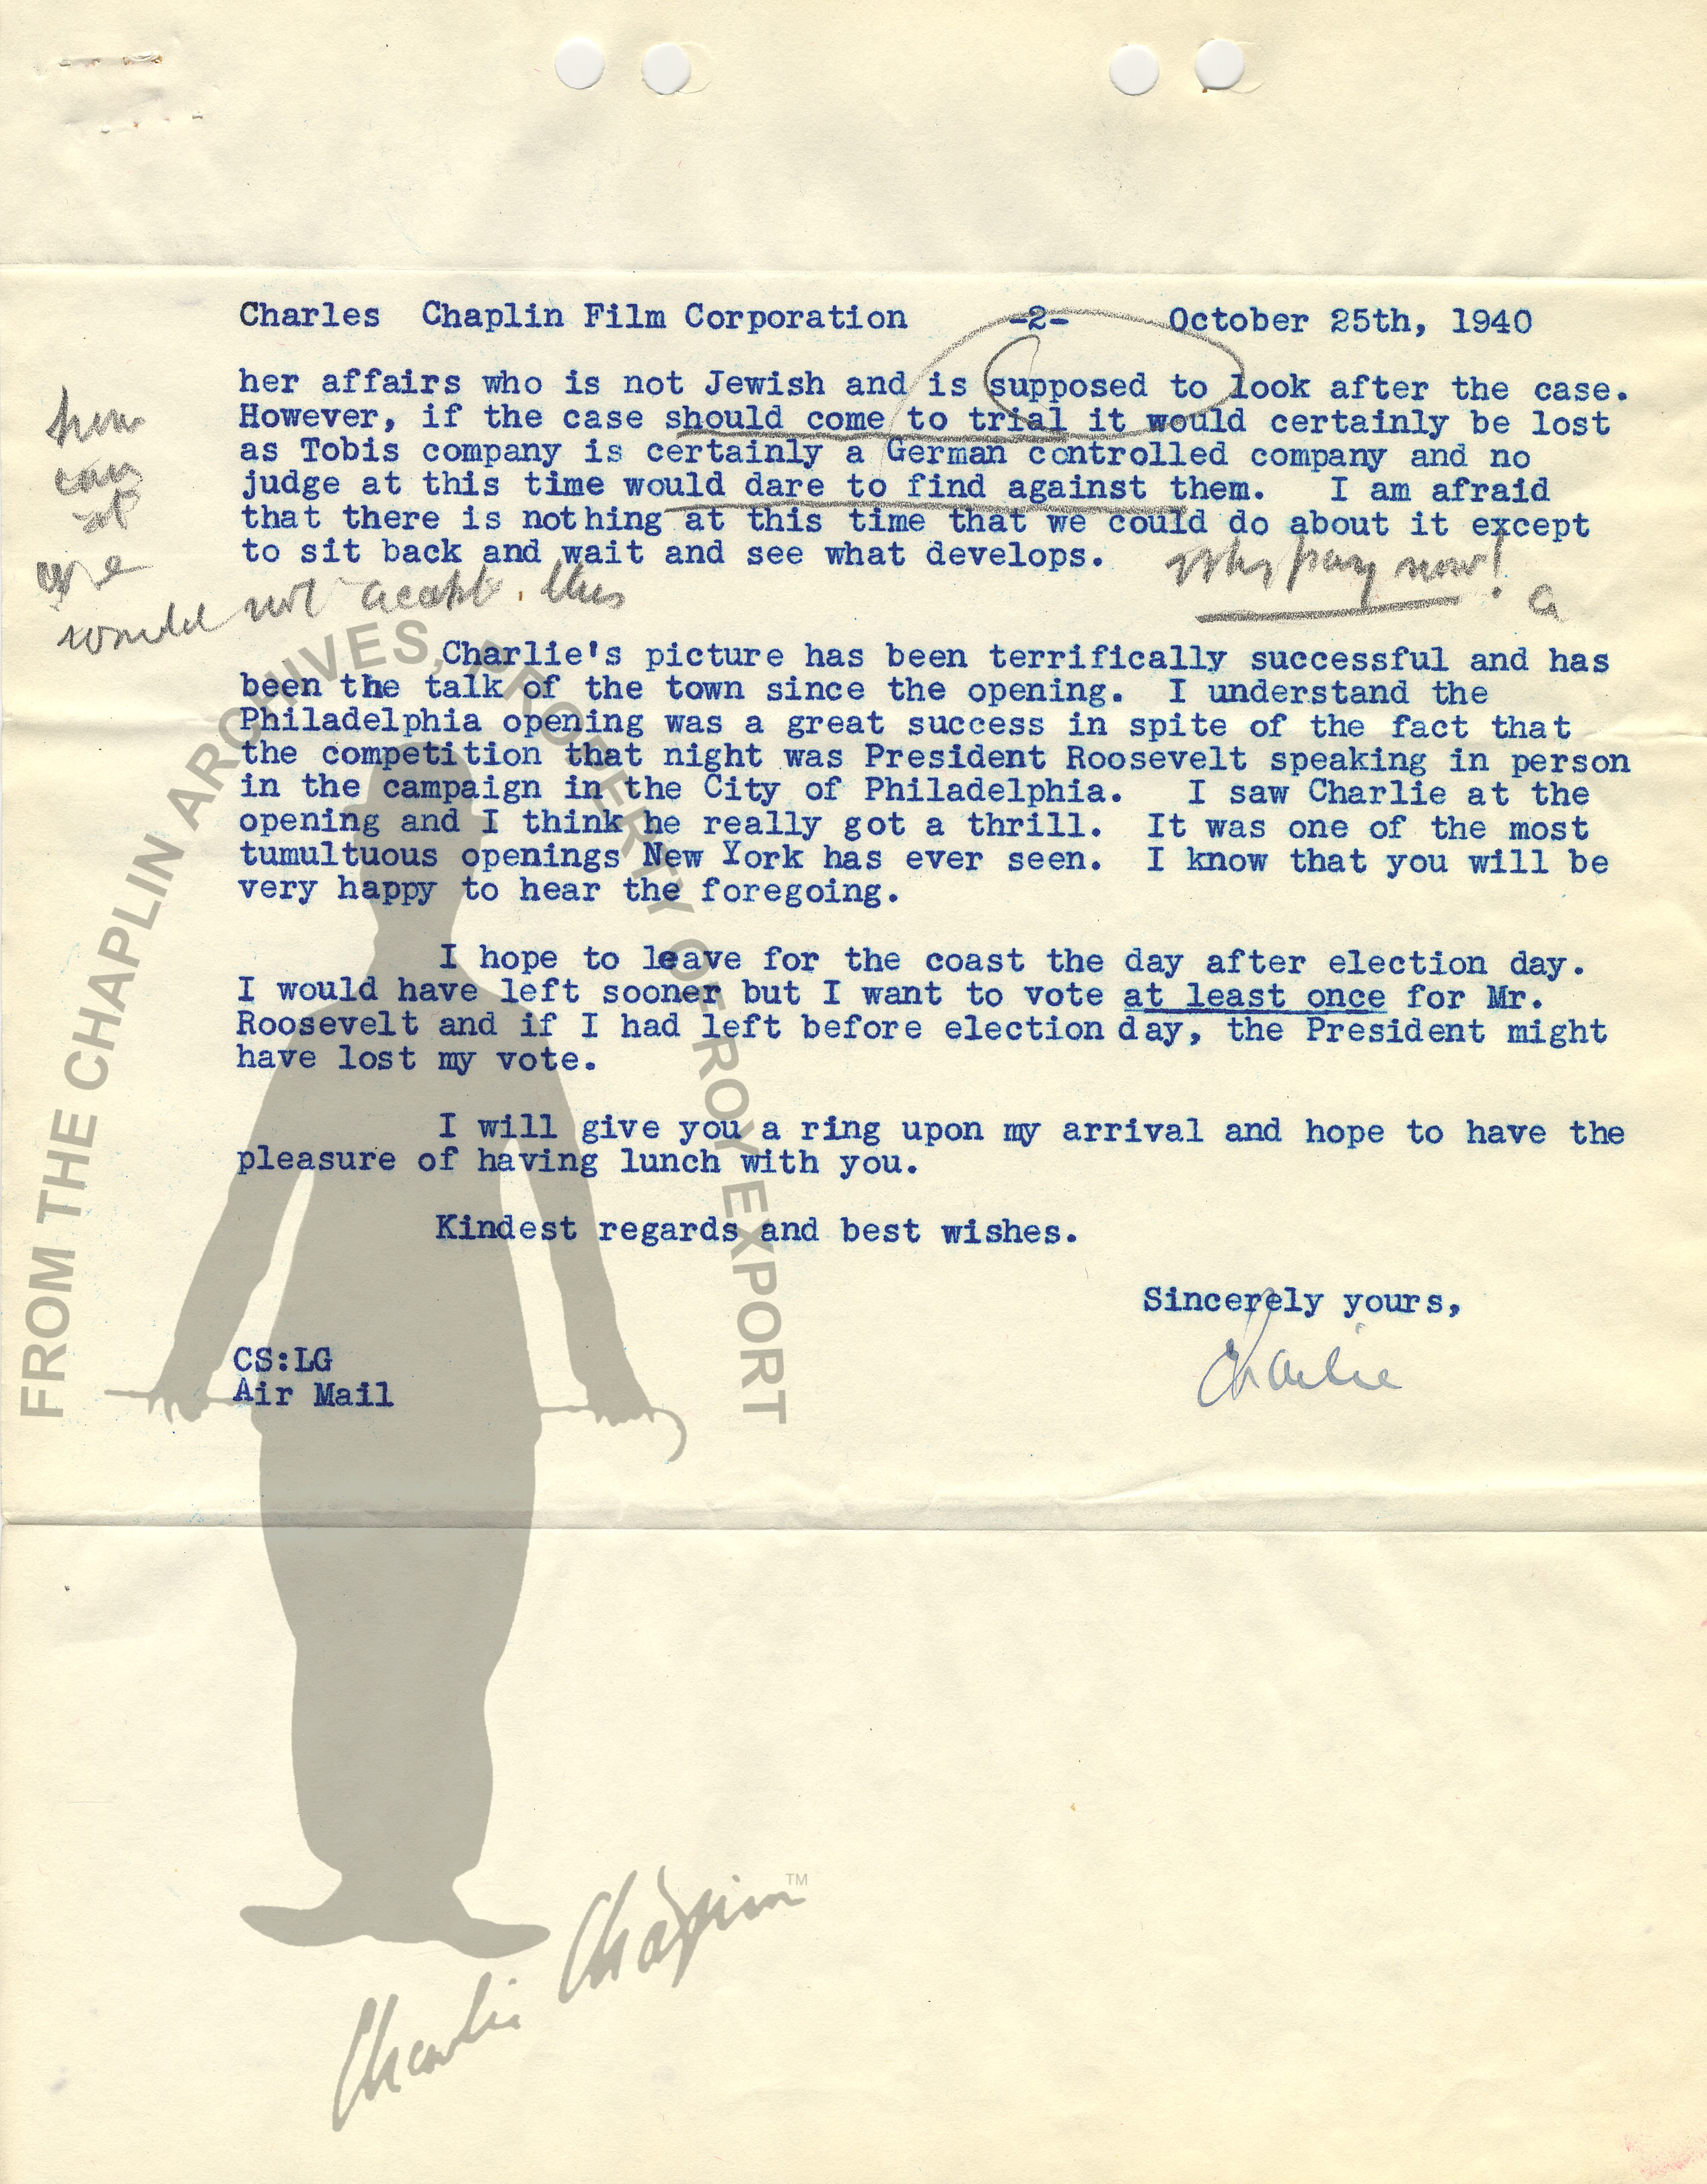 Charles Chaplin Film Corporation -2- October 25th, 1940
her affairs who is not Jewish and is supposed to look after the case.
However, if the case should come to trial it would certainly be lost
as Tobis company is certainly a German controlled company and no
judge at this time would dare to find against them. I am afraid
that there is nothing at this time that we could do about it except
to sit back and wait and see what develops.
Why pay now!
we
would not accept this
Charlie's picture has been terrifically successful and has
been the talk of the town since the opening. I understand the
Philadelphia opening was a great success in spite of the fact that
the competition that night was President Roosevelt speaking in person
in the campaign in the City of Philadelphia. I saw Charlie at the
opening and I think he really got a thrill. It was one of the most
tumultuous openings New York has ever seen. I know that you will be
very happy to hear the foregoing.
I hope to leave for the coast the day after election day.
I would have left sooner but I want to vote at least once for Mr.
Roosevelt and if I had left before election day, the President might
have lost my vote.
I will give you a ring upon my arrival and hope to have the
pleasure of having lunch with you.
Kindest regards and best wishes.
Sincerely yours,
Charlie
CS:LG
Air Mail
FROM THE CHAPLIN ARCHIVES, PROPERTY OF ROY EXPORT
Charlie Chaplin TM